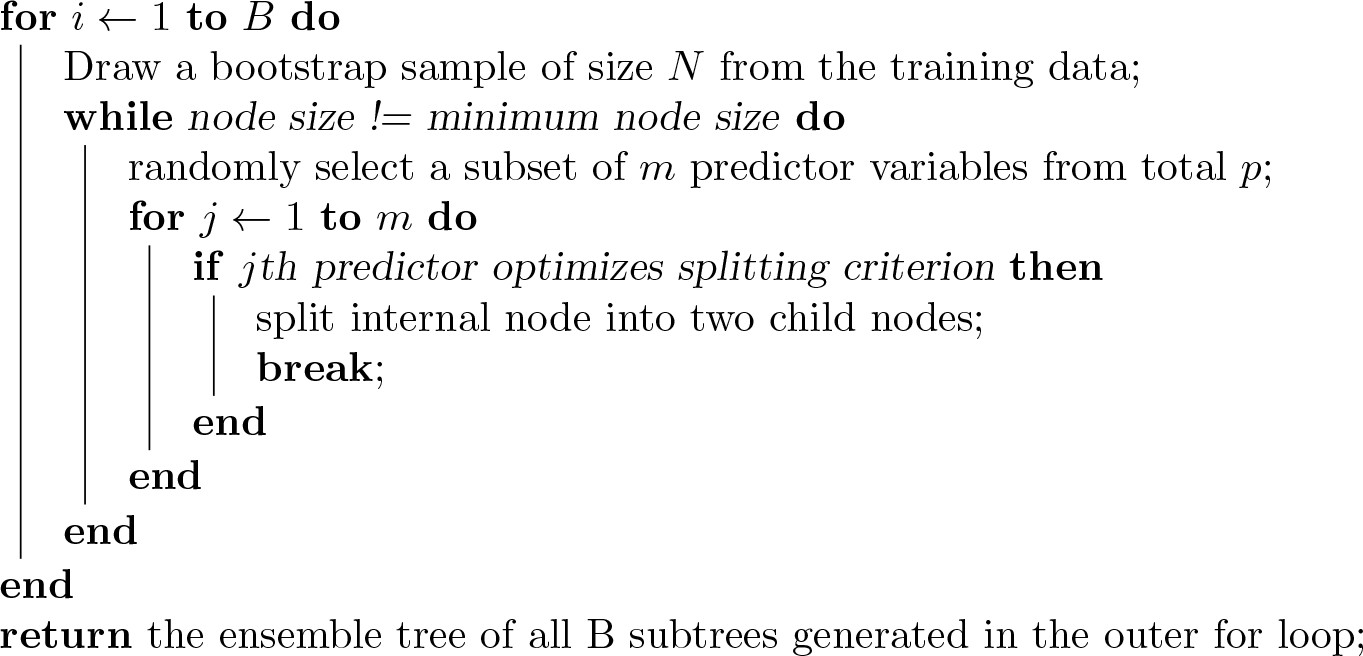 for i ← 1 to B do
Draw a bootstrap sample of size N from the training data;
while node size != minimum node size do
randomly select a subset of m predictor variables from total p;
for j ← 1 to m do
if jth predictor optimizes splitting criterion then
split internal node into two child nodes;
break;
end
end
end
end
return the ensemble tree of all B subtrees generated in the outer for loop;